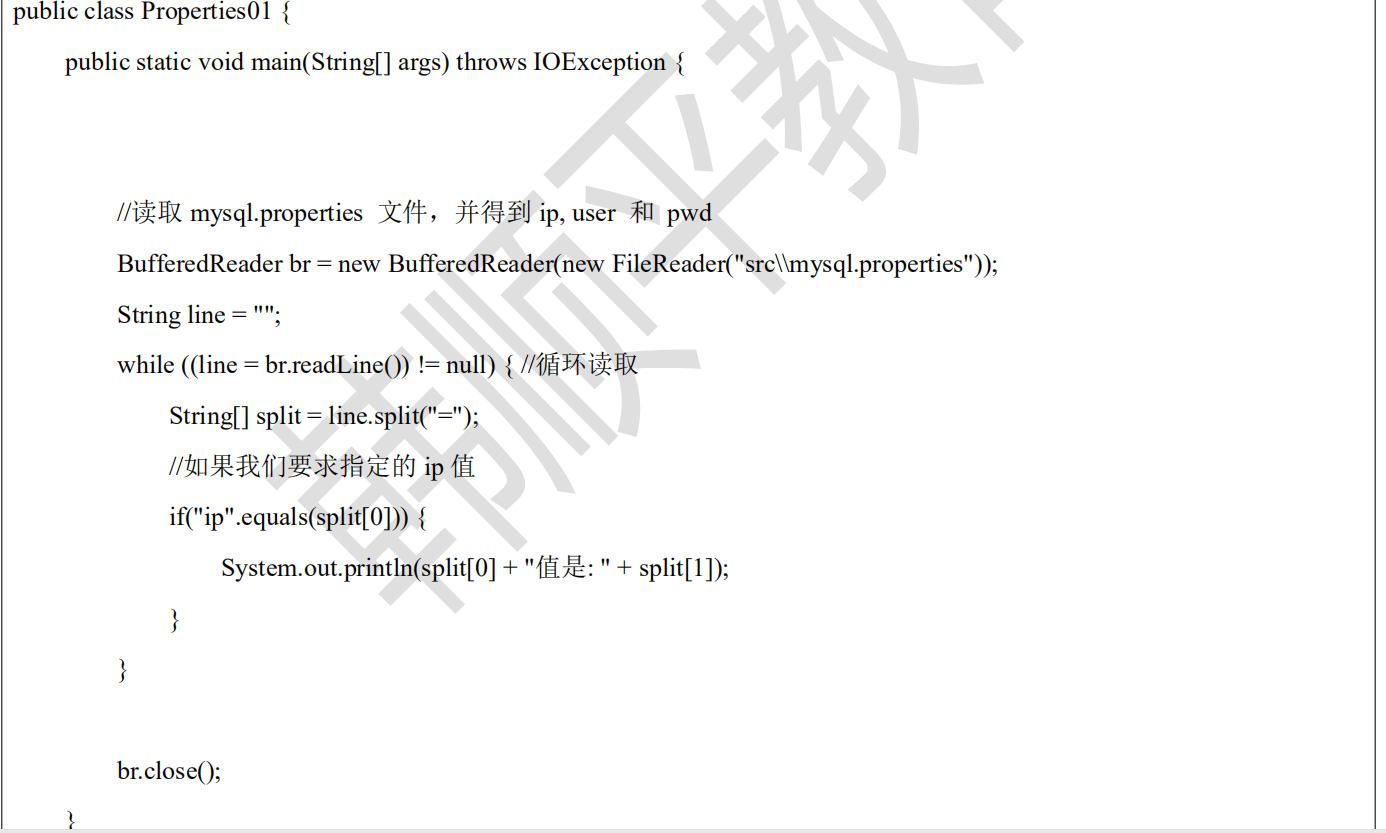 public class Properties01 {
public static void main(String[] args) throws IOException {
//读取 mysql.properties 文件，并得到 ip, user 和 pwd
BufferedReader br = new BufferedReader(new FileReader("src\\mysql.properties"));
String line = "";
while ((line = br.readLine()) != null) { //循环读取
String[] split = line.split("=");
//如果我们要求指定的 ip 值
if("ip".equals(split[0])) {
System.out.println(split[0] + "值是: " + split[1]);
}
}
br.close();
}
韩顺平教